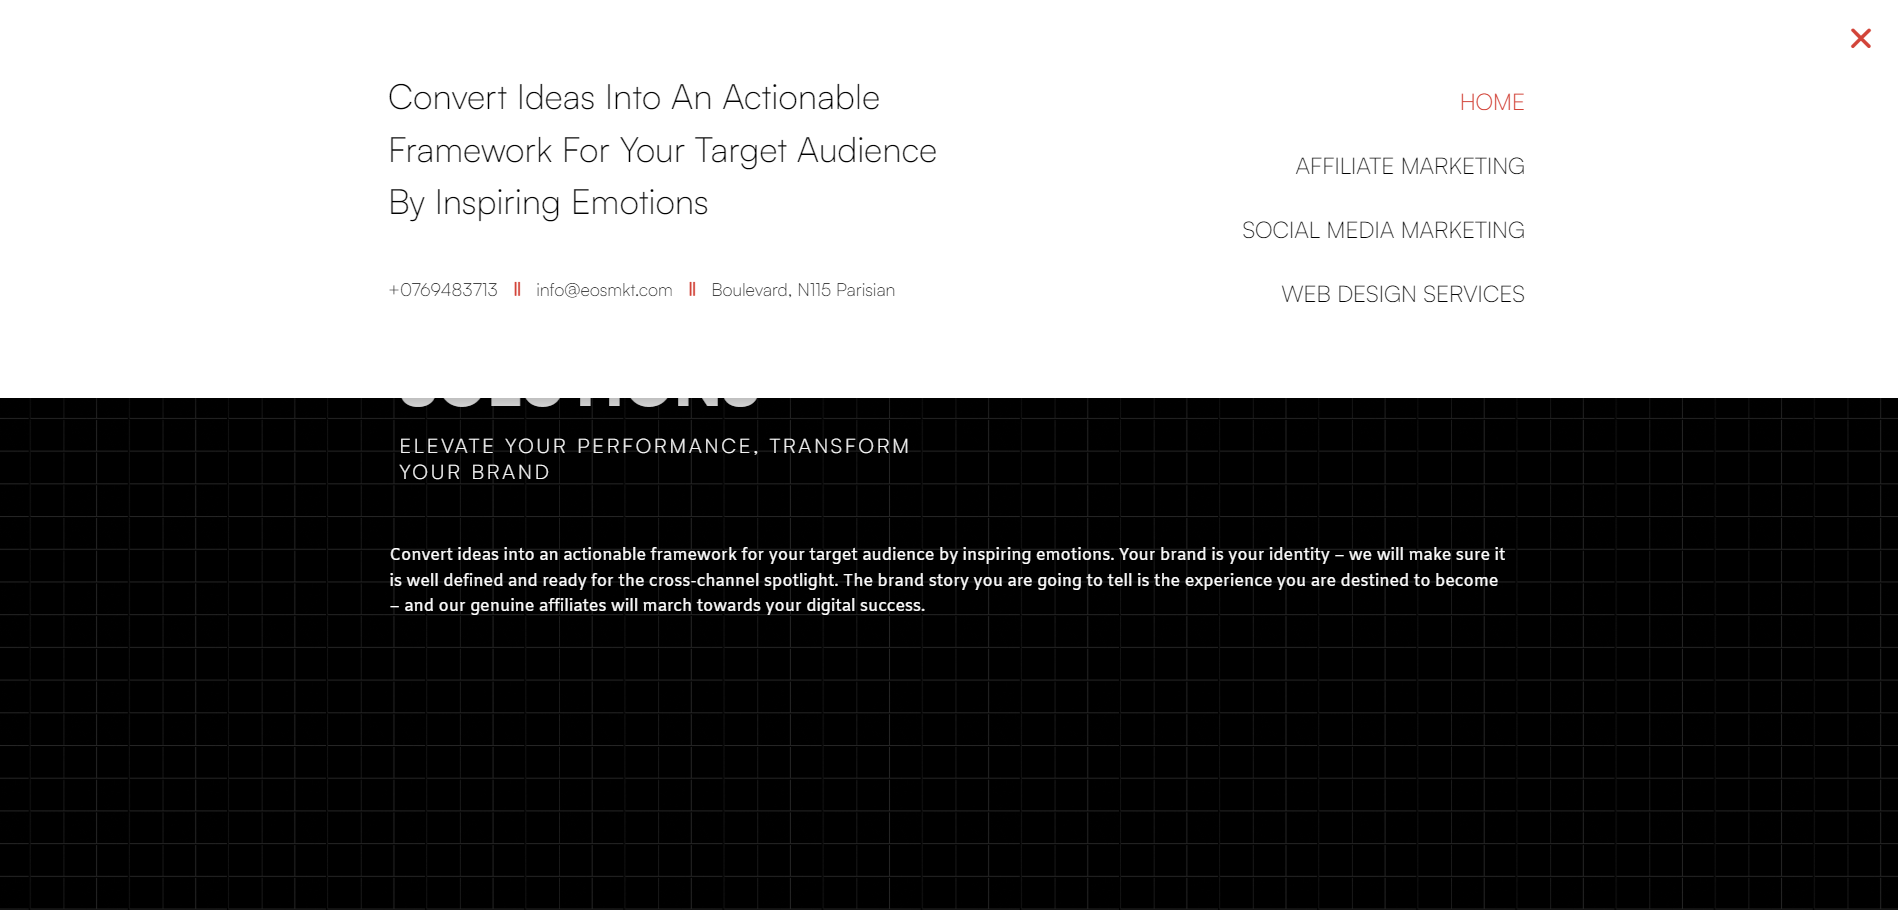 Convert Ideas Into An Actionable
Framework For Your Target Audience
By Inspiring Emotions
+0769483713 || info@eosmkt.com || Boulevard, N115 Parisian
HOME
AFFILIATE MARKETING
SOCIAL MEDIA MARKETING
WEB DESIGN SERVICES
SOLUTIONS
ELEVATE YOUR PERFORMANCE, TRANSFORM
YOUR BRAND
Convert ideas into an actionable framework for your target audience by inspiring emotions. Your brand is your identity – we will make sure it
is well defined and ready for the cross-channel spotlight. The brand story you are going to tell is the experience you are destined to become
– and our genuine affiliates will march towards your digital success.